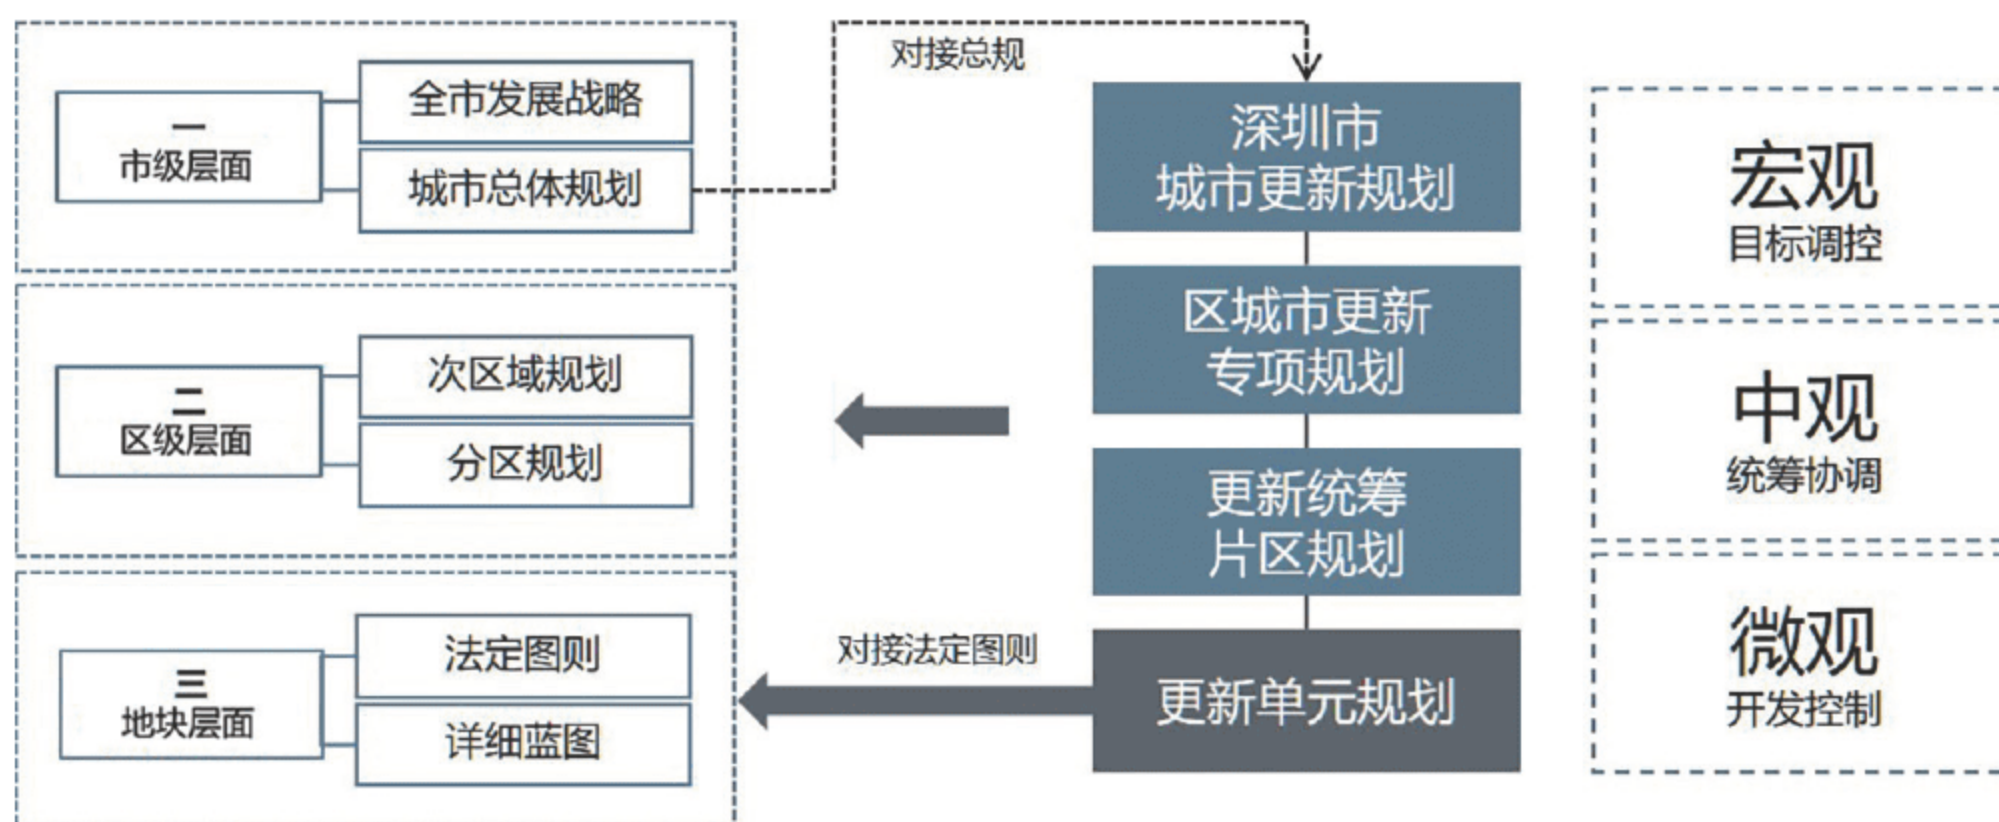 一
市级层面
全市发展战略
城市总体规划
二
区级层面
次区域规划
分区规划
三
地块层面
法定图则
详细蓝图
对接总规
对接法定图则
深圳市
城市更新规划
区城市更新
专项规划
更新统筹
片区规划
更新单元规划
宏观
目标调控
中观
统筹协调
微观
开发控制